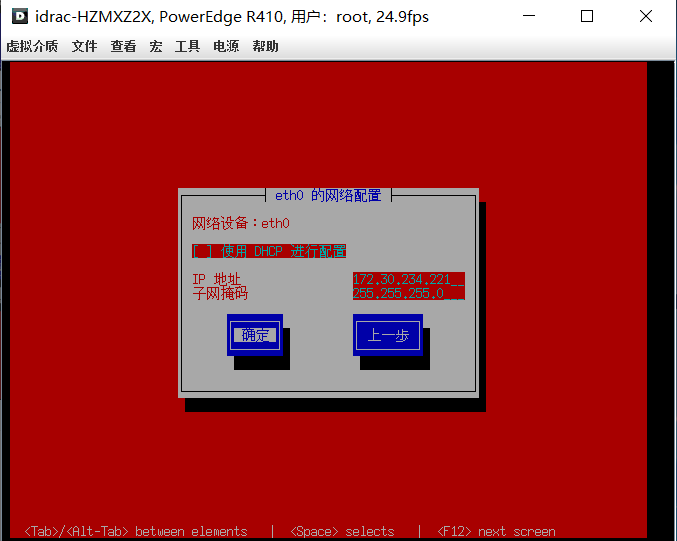 idrac-HZMXZ2X, PowerEdge R410, 用户: root, 24.9fps
虚拟介质 文件 查看 宏 工具 电源 帮助
eth0 的网络配置
网络设备：eth0
[ ] 使用 DHCP 进行配置
IP 地址 172.30.234.221__
子网掩码 255.255.255.0___
确定 上一步
<Tab>/<Alt-Tab> between elements | <Space> selects | <F12> next screen